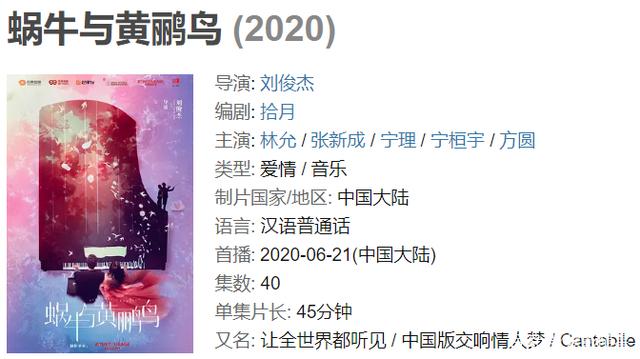 蜗牛与黄鹂鸟 (2020)
导演: 刘俊杰
编剧: 拾月
主演: 林允 / 张新成 / 宁理 / 宁桓宇 / 方圆
类型: 爱情 / 音乐
制片国家/地区: 中国大陆
语言: 汉语普通话
首播: 2020-06-21(中国大陆)
集数: 40
单集片长: 45分钟
又名: 让全世界都听见 / 中国版交响情人梦 / Cantabile
导演
刘俊杰
蜗牛与黄鹂鸟